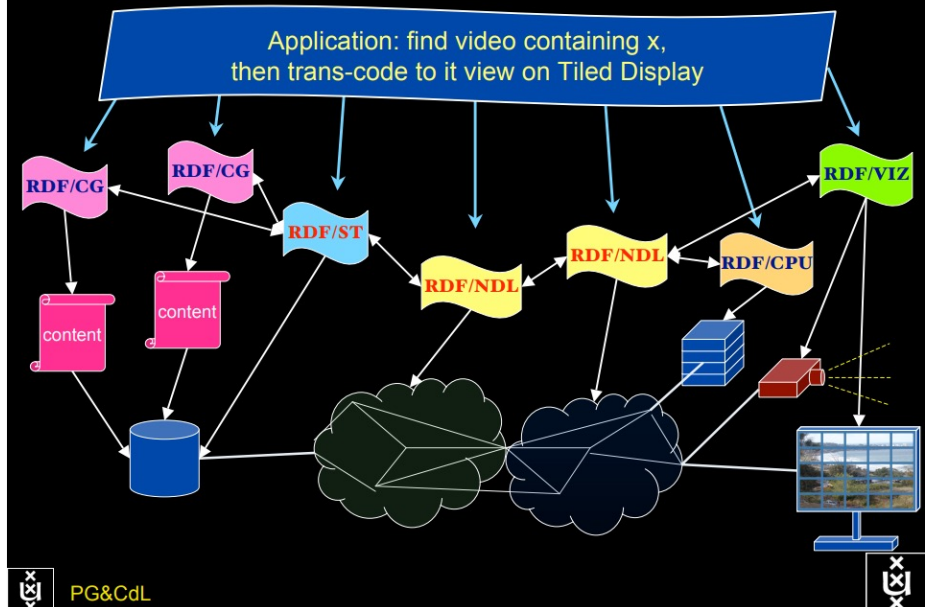 Application: find video containing x,
then trans-code to it view on Tiled Display
RDF/CG
RDF/CG
RDF/VIZ
RDF/ST
RDF/NDL
RDF/NDL
RDF/CPU
content
content
PG&CdL